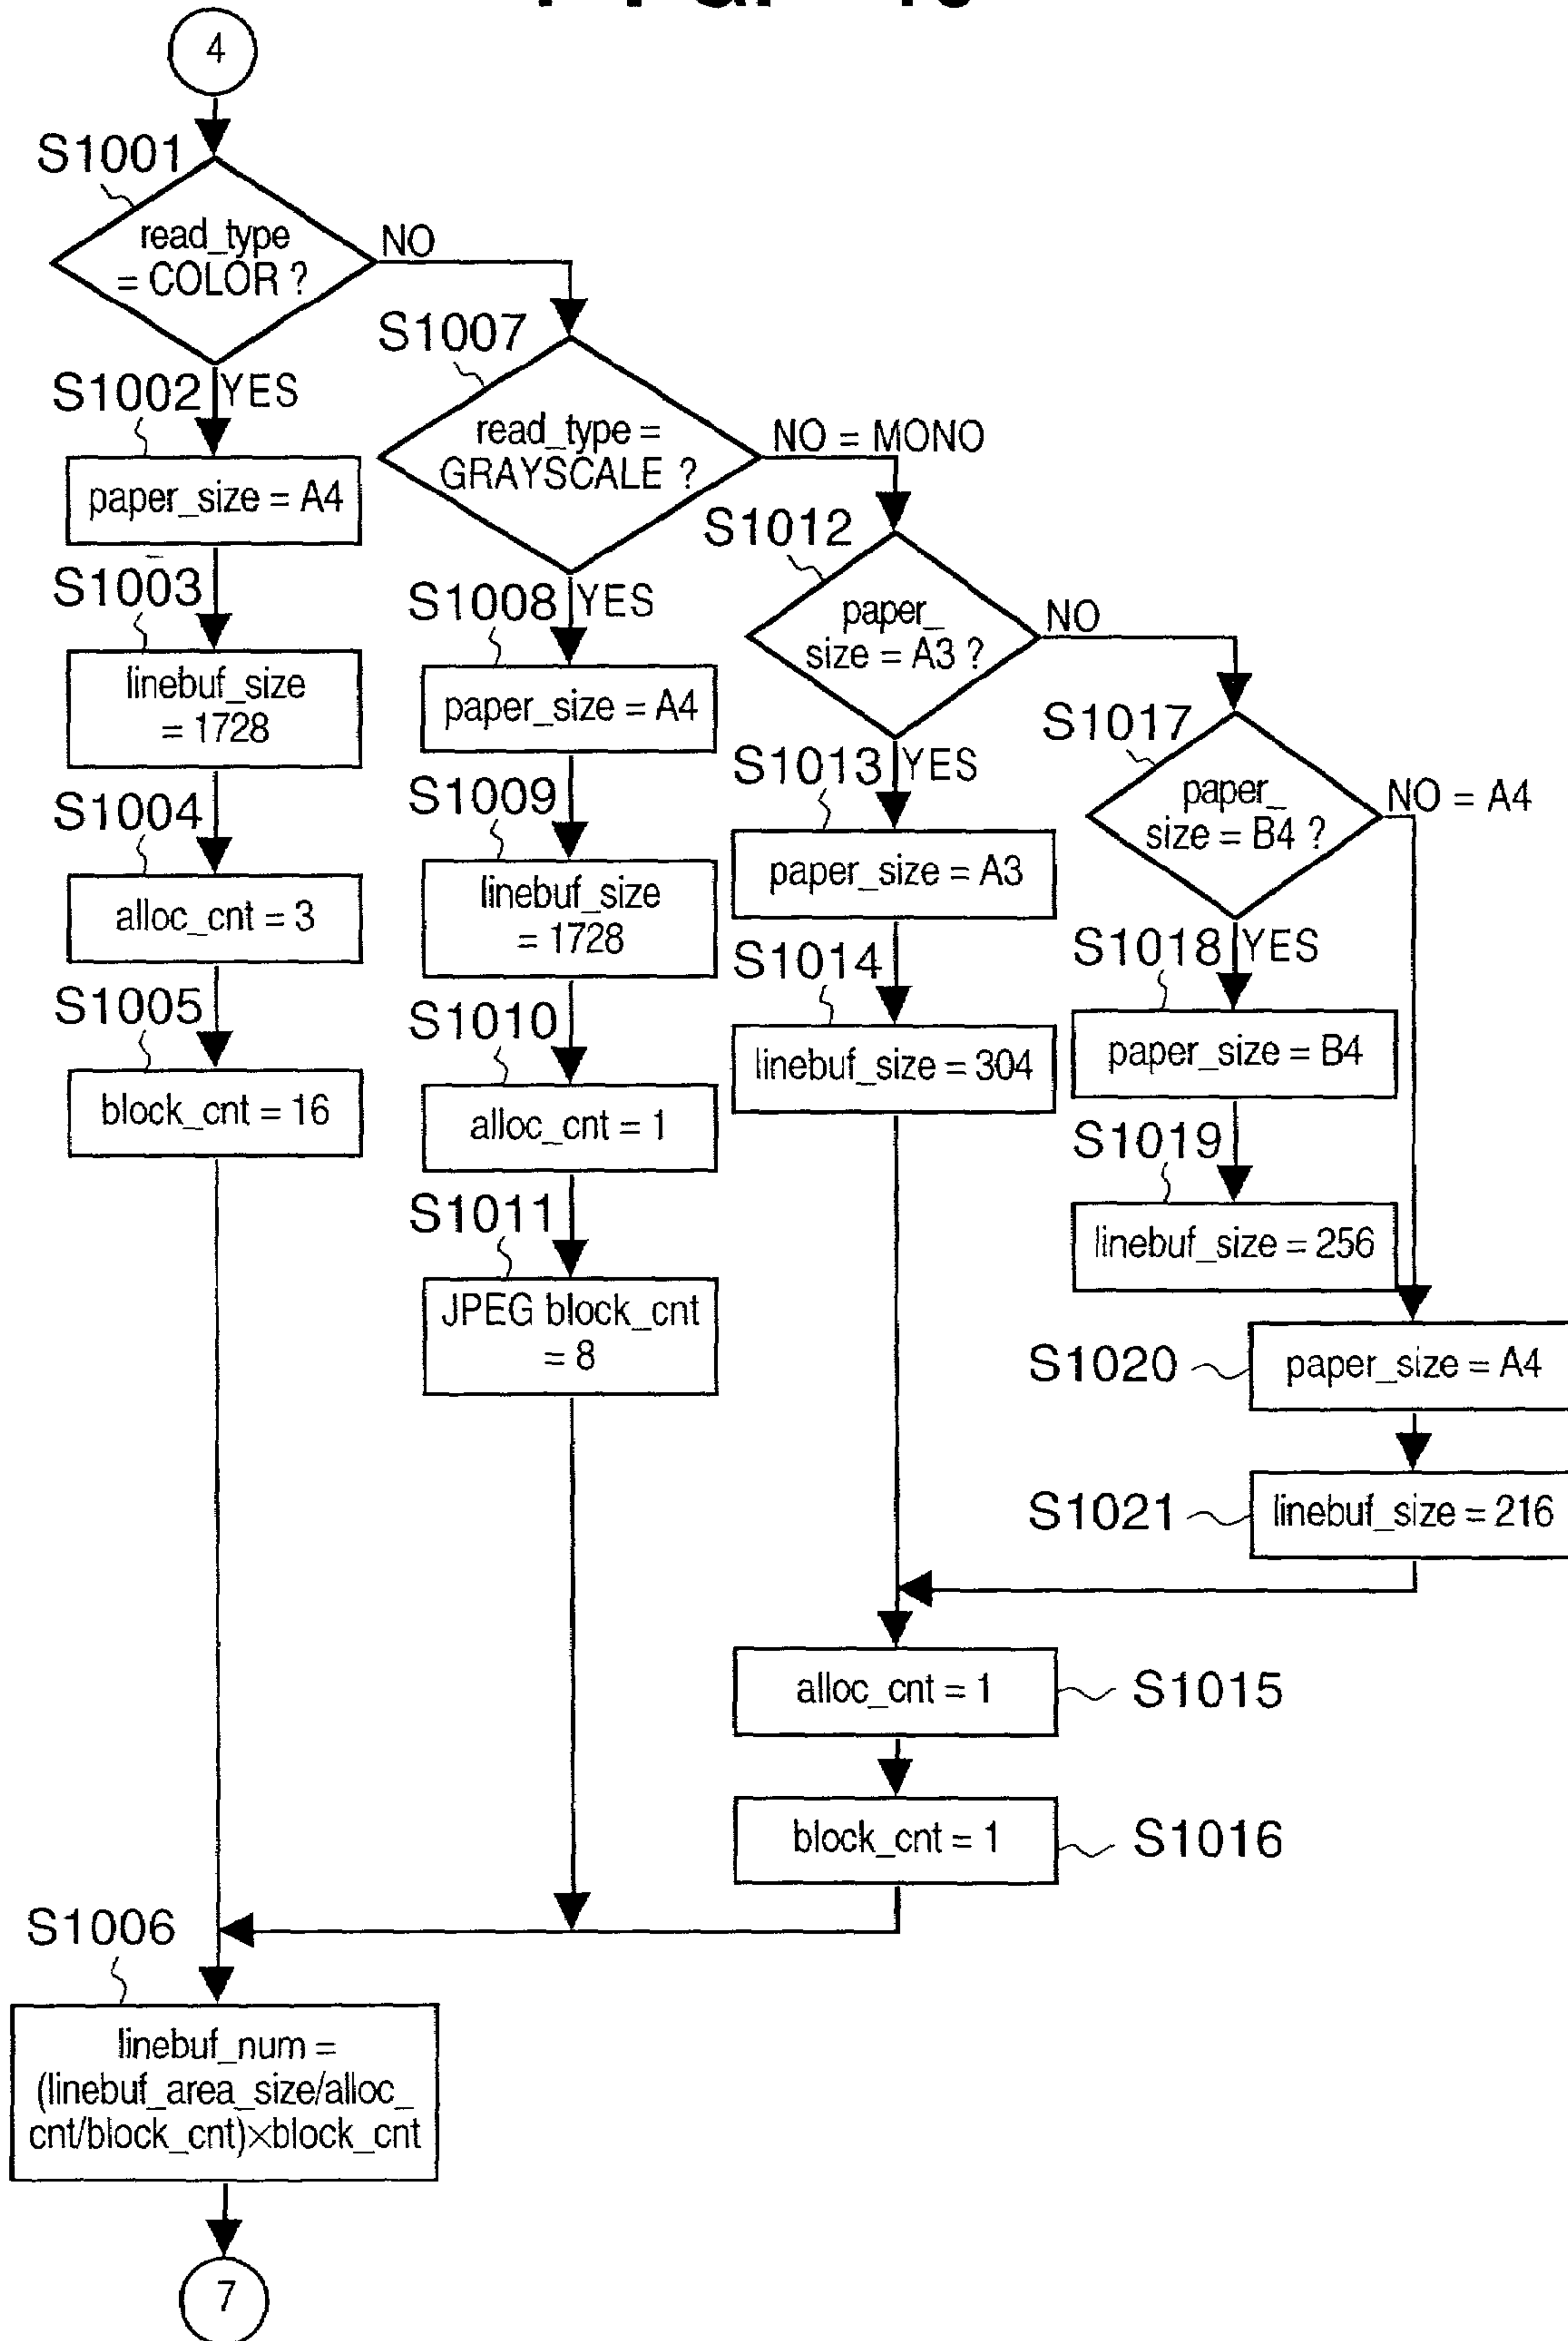 4
S1001
read_type
= COLOR ?
NO
S1002
YES
paper_size = A4
S1003
linebuf_size
= 1728
S1004
alloc_cnt = 3
S1005
block_cnt = 16
S1007
read_type =
GRAYSCALE ?
NO = MONO
S1008
YES
paper_size = A4
S1009
linebuf_size
= 1728
S1010
alloc_cnt = 1
S1011
JPEG block_cnt
= 8
S1012
paper_
size = A3 ?
NO
S1013
YES
paper_size = A3
S1014
linebuf_size = 304
S1017
paper_
size = B4 ?
NO = A4
S1018
YES
paper_size = B4
S1019
linebuf_size = 256
S1020
paper_size = A4
S1021
linebuf_size = 216
alloc_cnt = 1
S1015
block_cnt = 1
S1016
S1006
linebuf_num =
(linebuf_area_size/alloc_
cnt/block_cnt)×block_cnt
7